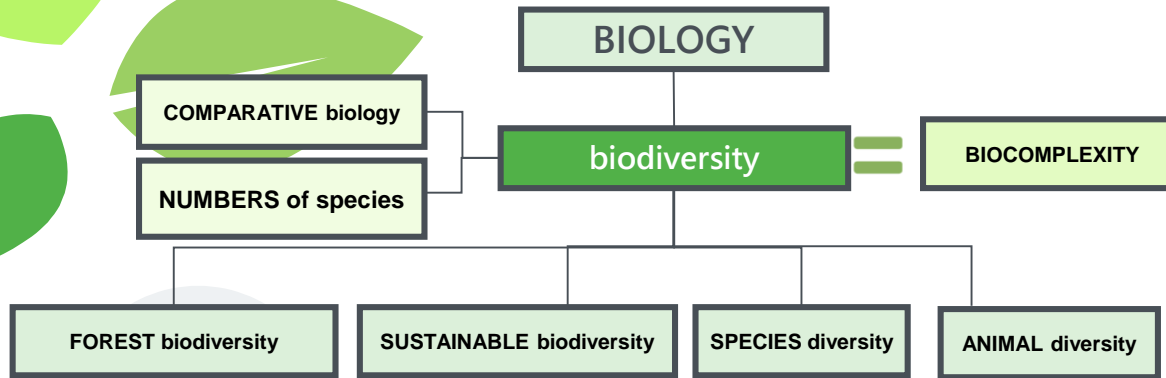 BIOLOGY
COMPARATIVE biology
biodiversity
BIOCOMPLEXITY
NUMBERS of species
FOREST biodiversity
SUSTAINABLE biodiversity
SPECIES diversity
ANIMAL diversity